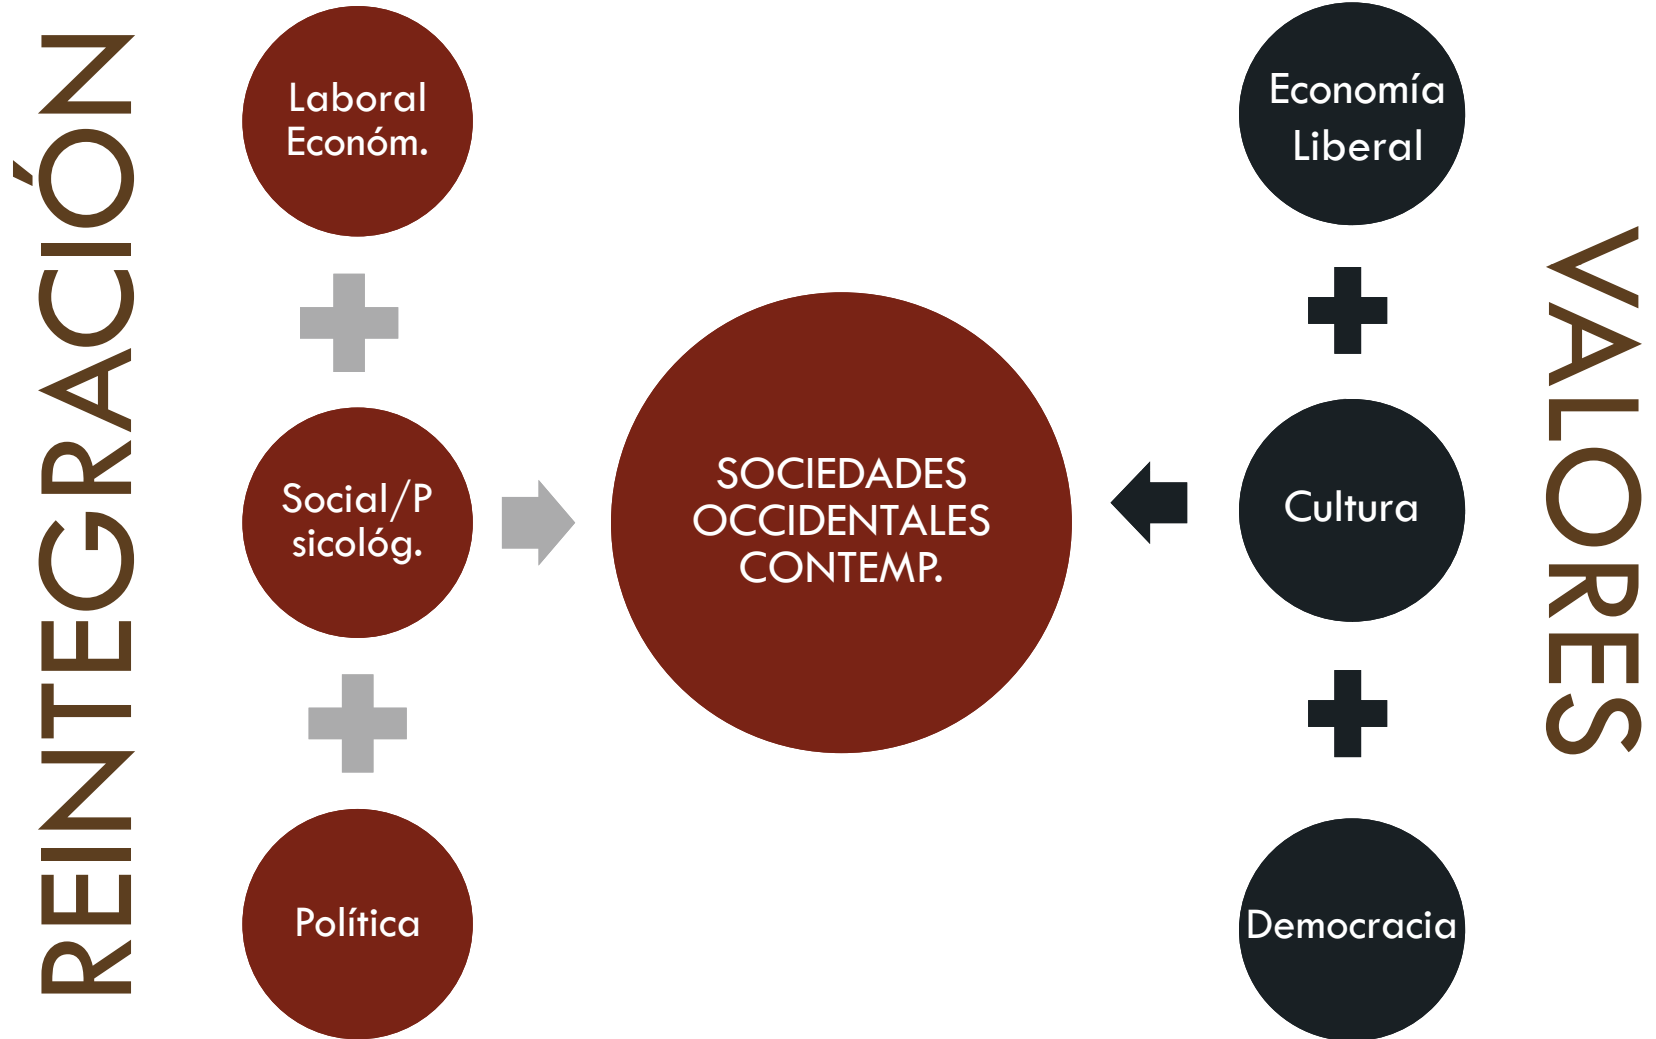 REINTEGRACIÓN
Laboral
Económ.
Social/P
sicológ.
Política
SOCIEDADES
OCCIDENTALES
CONTEMP.
Economía
Liberal
Cultura
Democracia
VALORES